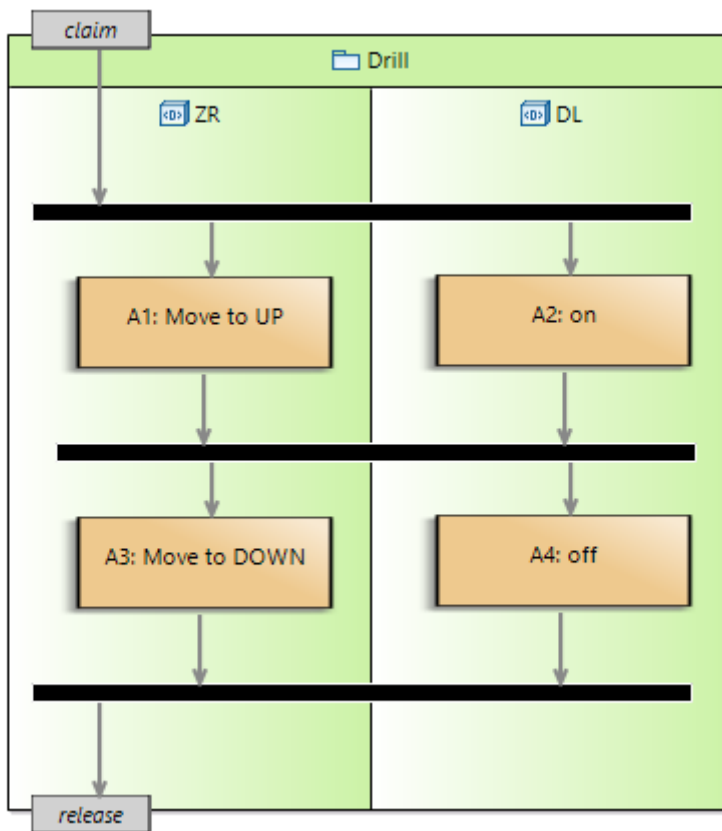 claim
Drill
<D> ZR
<D> DL
A1: Move to UP
A2: on
A3: Move to DOWN
A4: off
release